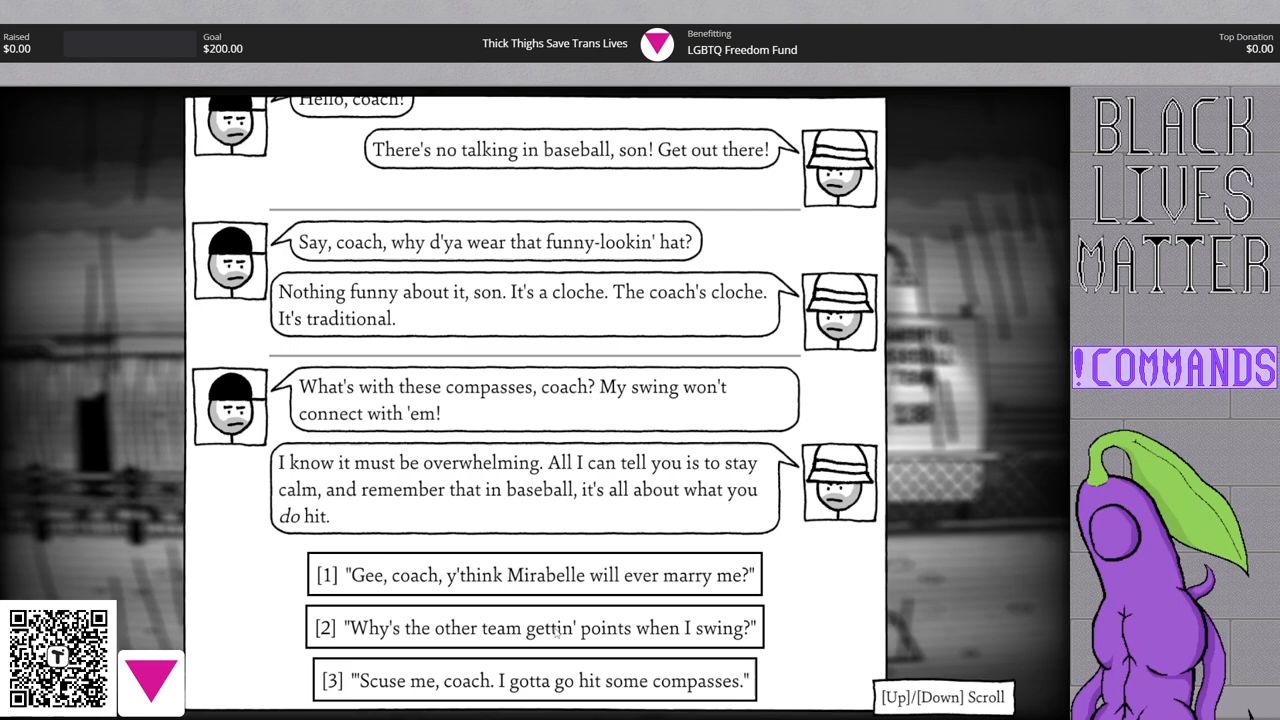 Raised
$0.00
Goal
$200.00
Thick Thighs Save Trans Lives
Benefitting
LGBTQ Freedom Fund
Top Donation
$0.00
Hello, coach!
There's no talking in baseball, son! Get out there!
Say, coach, why d'ya wear that funny-lookin' hat?
Nothing funny about it, son. It's a cloche. The coach's cloche.
It's traditional.
What's with these compasses, coach? My swing won't
connect with 'em!
I know it must be overwhelming. All I can tell you is to stay
calm, and remember that in baseball, it's all about what you
do hit.
[1] "Gee, coach, y'think Mirabelle will ever marry me?"
[2] "Why's the other team gettin' points when I swing?"
[3] "'Scuse me, coach. I gotta go hit some compasses."
[Up]/[Down] Scroll
BLACK
LIVES
MATTER
!COMMANDS